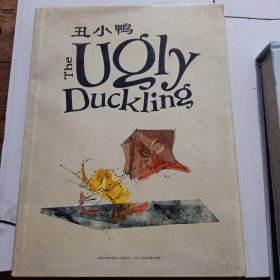 丑小鸭
The
Ugly
Duckling